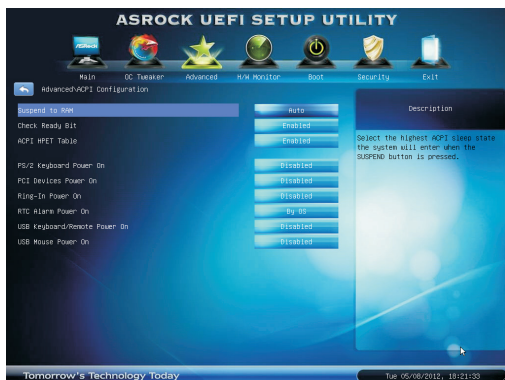 ASROCK UEFI SETUP UTILITY
ASRock
Main OC Tweaker Advanced H/W Monitor Boot Security Exit
Advanced\ACPI Configuration
Description
Suspend to RAM Auto
Check Ready Bit Enabled
ACPI HPET Table Enabled
PS/2 Keyboard Power On Disabled
PCI Devices Power On Disabled
Ring-In Power On Disabled
RTC Alarm Power On By OS
USB Keyboard/Remote Power On Disabled
USB Mouse Power On Disabled
Select the highest ACPI sleep state
the system will enter when the
SUSPEND button is pressed.
Tomorrow's Technology Today
Tue 05/08/2012, 18:21:33